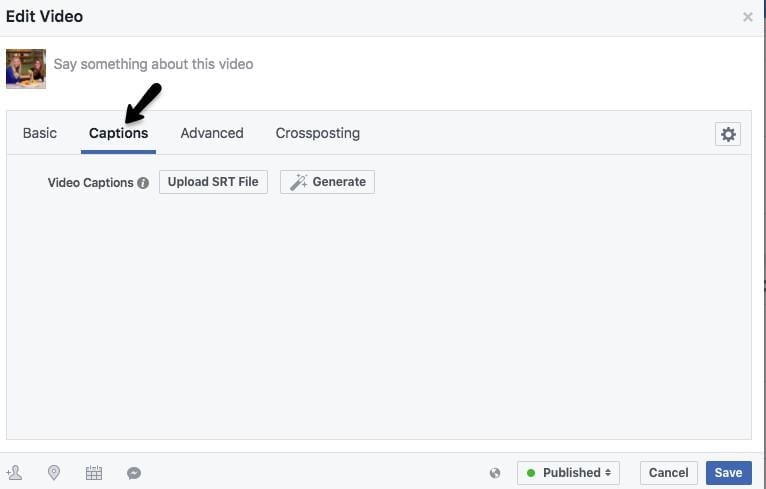 Edit Video
Say something about this video
Basic Captions Advanced Crossposting
Video Captions Upload SRT File Generate
Published Cancel Save